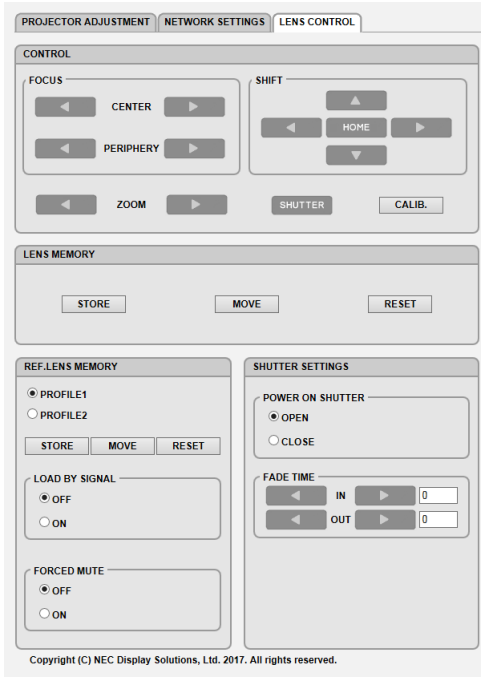 PROJECTOR ADJUSTMENT NETWORK SETTINGS LENS CONTROL
CONTROL
FOCUS
CENTER
PERIPHERY
SHIFT
HOME
ZOOM
SHUTTER
CALIB.
LENS MEMORY
STORE MOVE RESET
REF.LENS MEMORY
PROFILE1
PROFILE2
STORE MOVE RESET
LOAD BY SIGNAL
OFF
ON
FORCED MUTE
OFF
ON
SHUTTER SETTINGS
POWER ON SHUTTER
OPEN
CLOSE
FADE TIME
IN 0
OUT 0
Copyright (C) NEC Display Solutions, Ltd. 2017. All rights reserved.